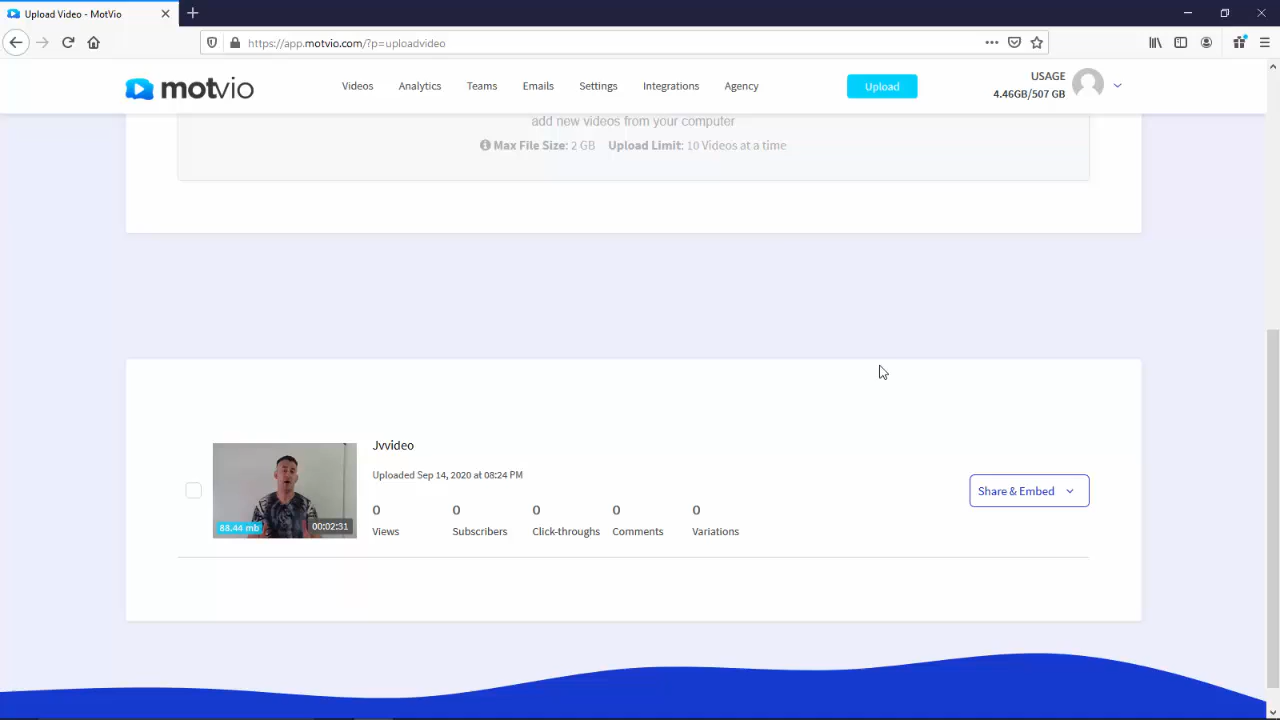 Upload Video - MotVio
https://app.motvio.com/?p=uploadvideo
motvio
Videos
Analytics
Teams
Emails
Settings
Integrations
Agency
Upload
USAGE
4.46GB/507 GB
add new videos from your computer
Max File Size: 2 GB Upload Limit: 10 Videos at a time
Jvvideo
Uploaded Sep 14, 2020 at 08:24 PM
88.44 mb
00:02:31
0 0 0 0 0
Views Subscribers Click-throughs Comments Variations
Share & Embed